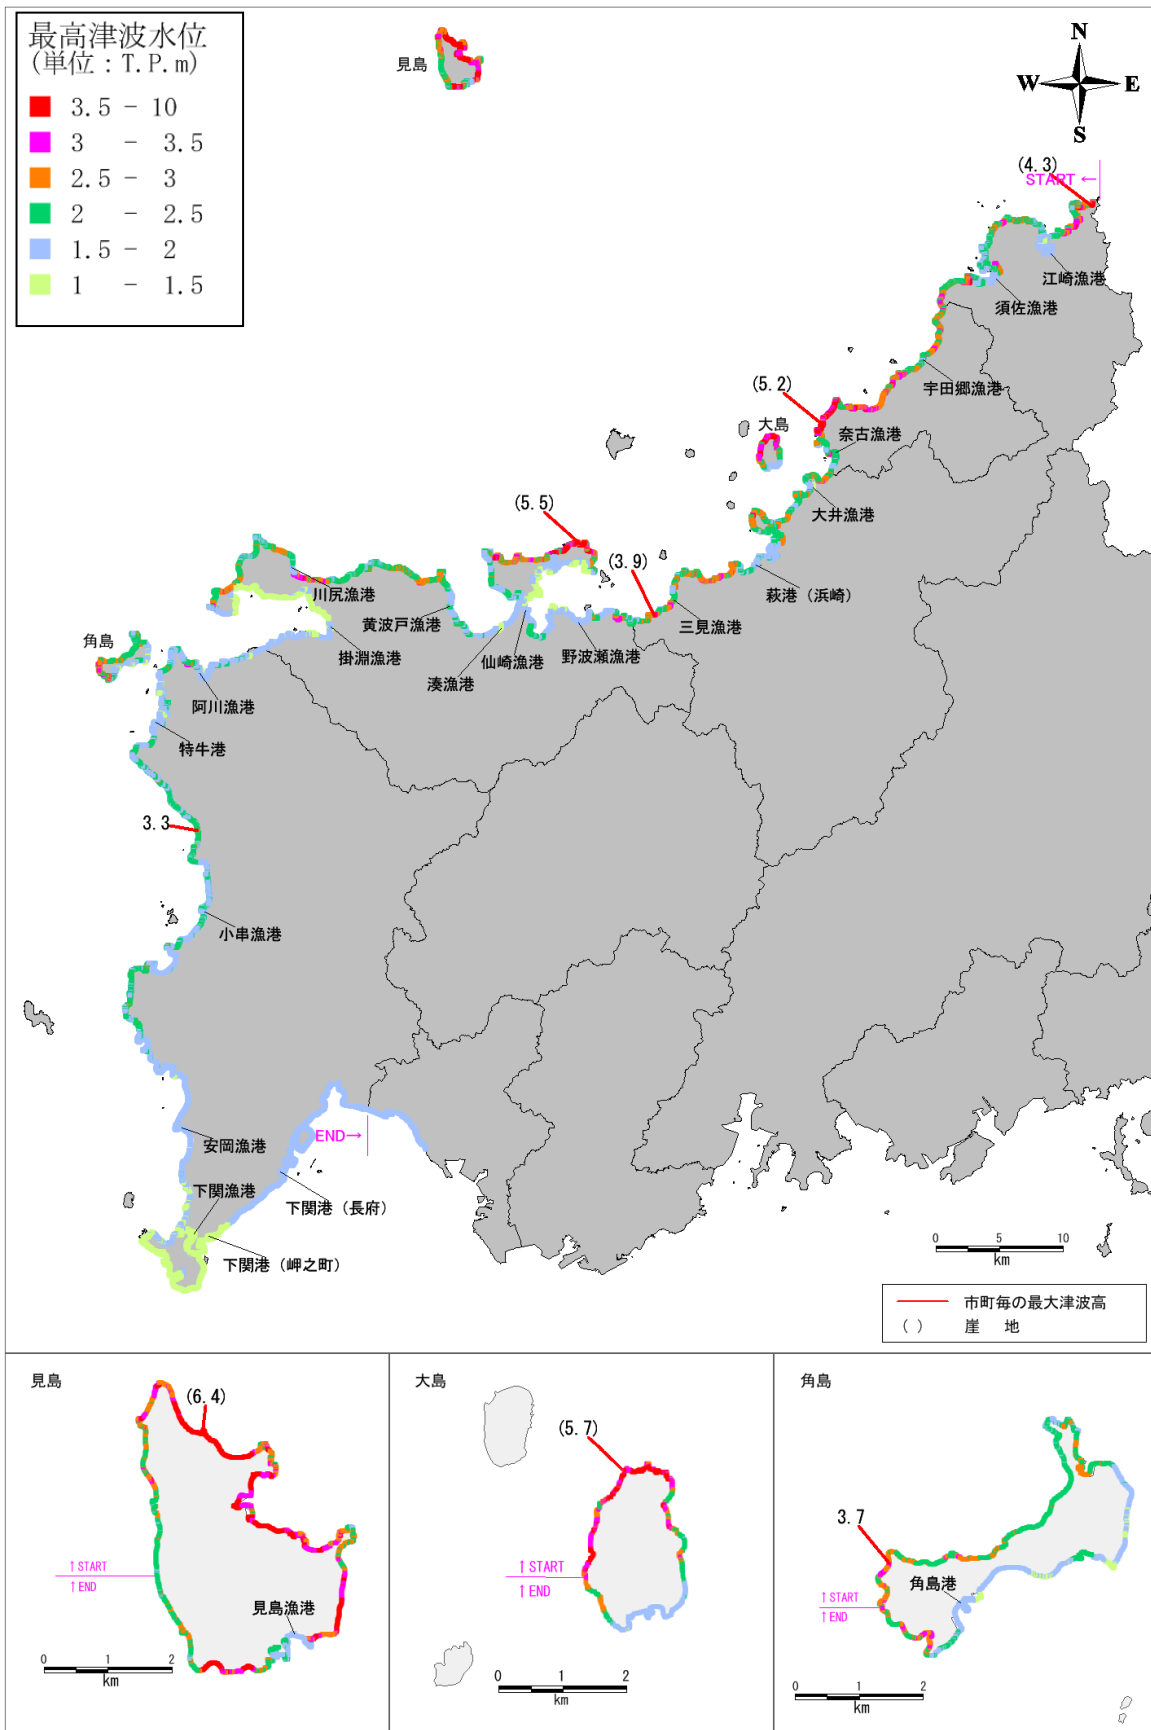 最高津波水位
(単位：T.P.m)
3.5 - 10
3 - 3.5
2.5 - 3
2 - 2.5
1.5 - 2
1 - 1.5
N
W
E
S
見島
(4.3)
START ←
江崎漁港
須佐漁港
宇田郷漁港
(5.2)
大島
奈古漁港
大井漁港
(5.5)
(3.9)
萩港（浜崎）
三見漁港
川尻漁港
黄波戸漁港
掛淵漁港
湊漁港
仙崎漁港
野波瀬漁港
角島
阿川漁港
特牛港
3.3
小串漁港
END→
安岡漁港
下関漁港
下関港（長府）
下関港（岬之町）
0 5 10
km
市町毎の最大津波高
( ) 崖 地
見島
(6.4)
↑START
↑END
見島漁港
0 1 2
km
大島
(5.7)
↑START
↑END
0 1 2
km
角島
3.7
角島港
↑START
↑END
0 1 2
km